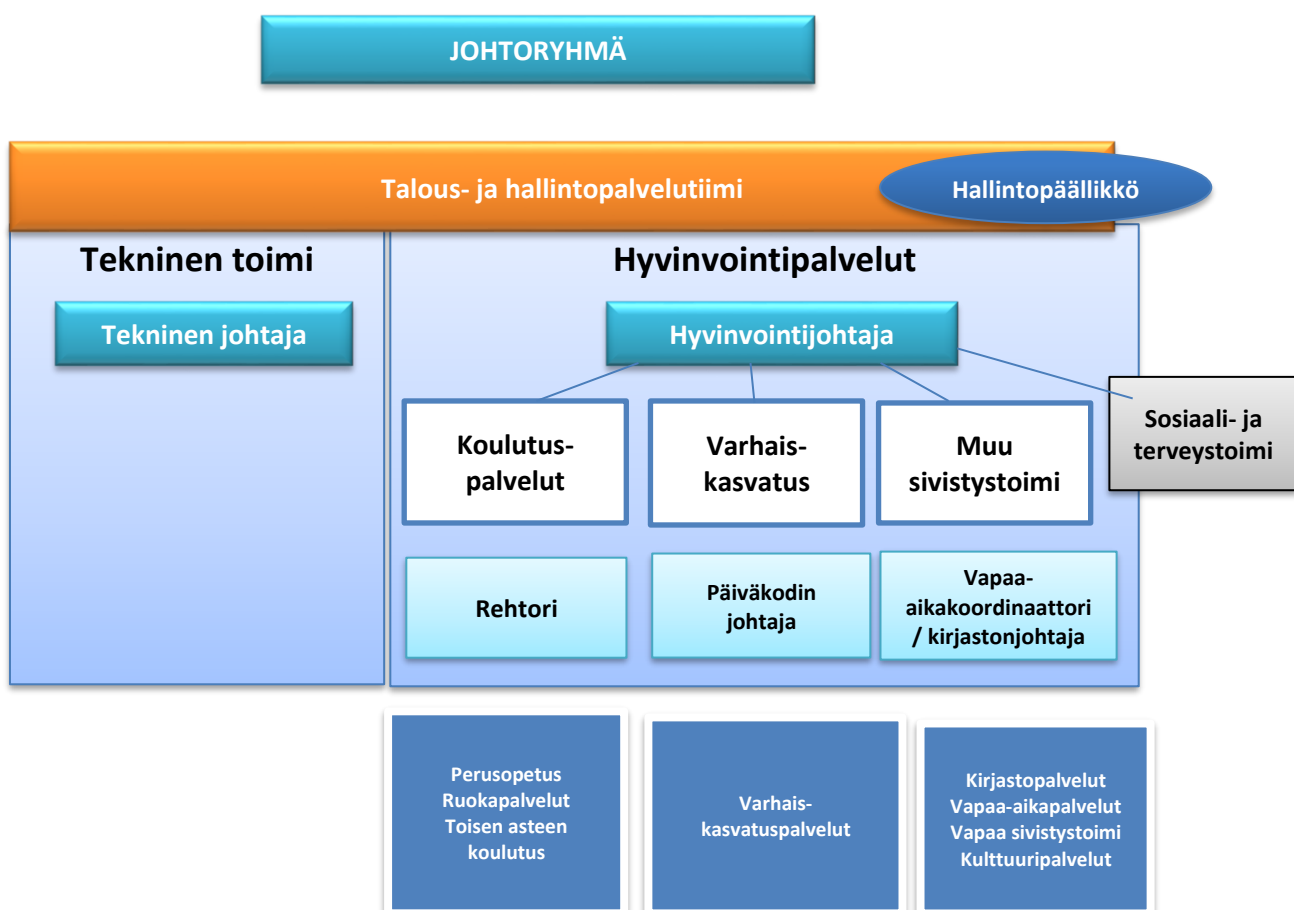 JOHTORYHMÄ
Talous- ja hallintopalvelutiimi
Hallintopäällikkö
Tekninen toimi
Hyvinvointipalvelut
Tekninen johtaja
Hyvinvointijohtaja
Koulutus-
palvelut
Varhais-
kasvatus
Muu
sivistystoimi
Sosiaali- ja
terveystoimi
Rehtori
Päiväkodin
johtaja
Vapaa-
aikakoordinaattori
/ kirjastonjohtaja
Perusopetus
Ruokapalvelut
Toisen asteen
koulutus
Varhais-
kasvatuspalvelut
Kirjastopalvelut
Vapaa-aikapalvelut
Vapaa sivistystoimi
Kulttuuripalvelut